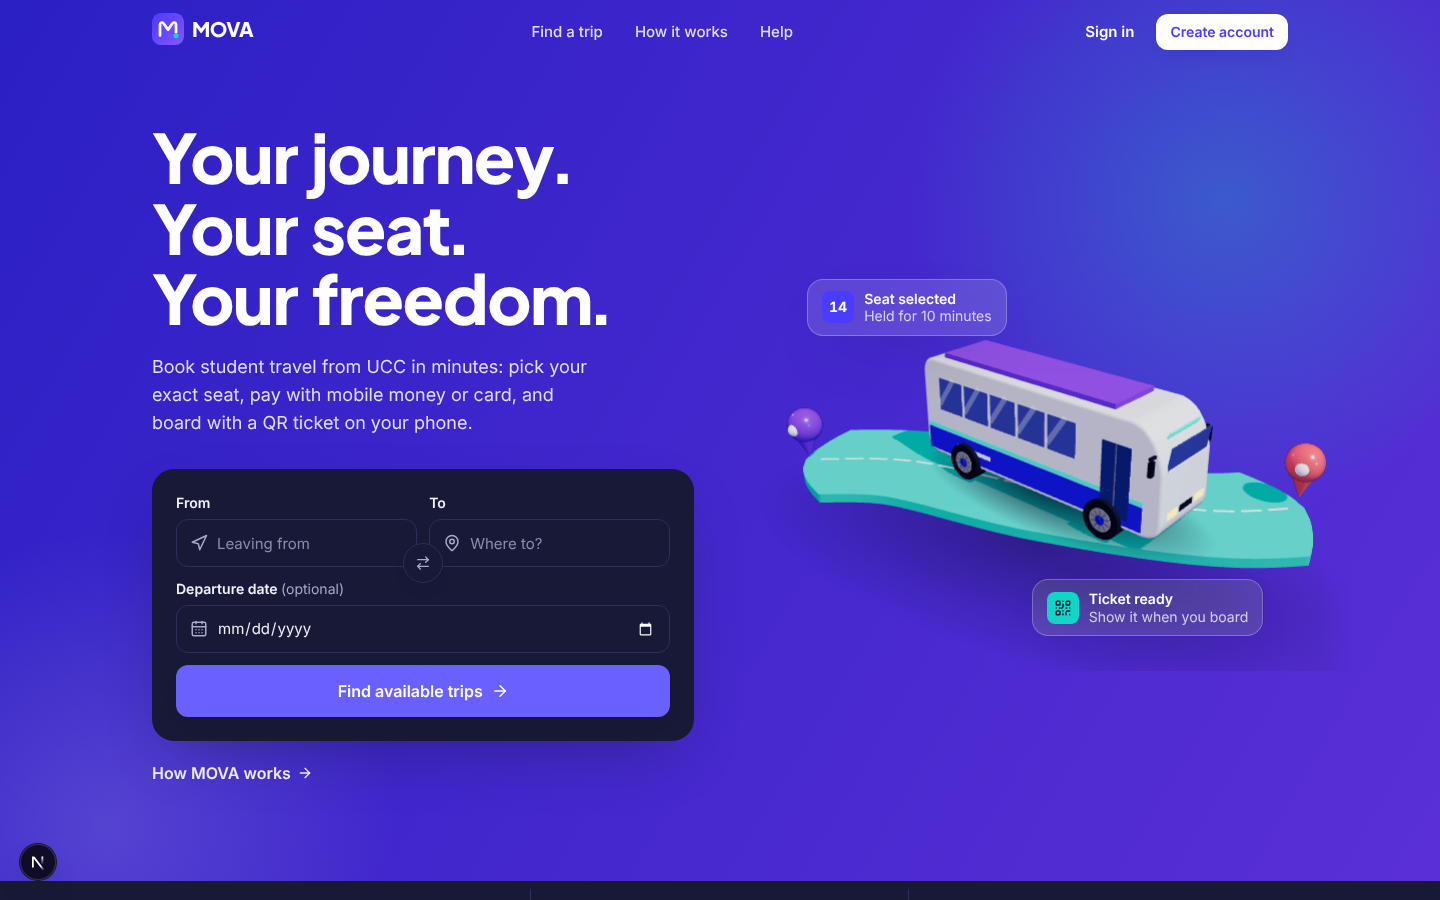 MOVA
Find a trip
How it works
Help
Sign in
Create account
Your journey.
Your seat.
Your freedom.
Book student travel from UCC in minutes: pick your
exact seat, pay with mobile money or card, and
board with a QR ticket on your phone.
14
Seat selected
Held for 10 minutes
From
To
Leaving from
Where to?
Departure date (optional)
mm/dd/yyyy
Find available trips
Ticket ready
Show it when you board
How MOVA works
N